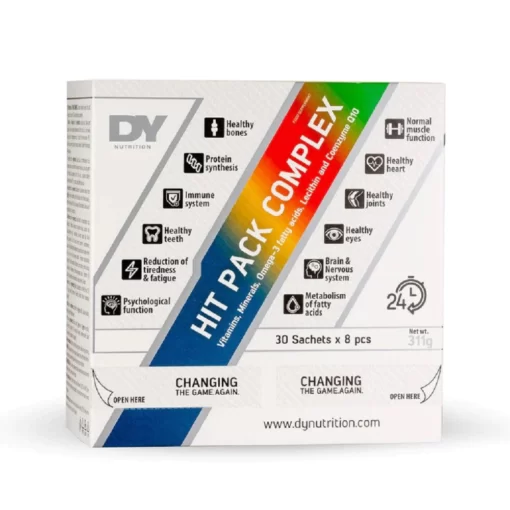 DY
NUTRITION
Healthy
bones
Protein
synthesis
Immune
system
Healthy
teeth
Reduction of
tiredness
& fatigue
Psychological
function
HIT PACK COMPLEX
Vitamins, Minerals, Omega-3 fatty acids, Lecithin and Coenzyme Q10
Normal
muscle
function
Healthy
heart
Healthy
joints
Healthy
eyes
Brain &
Nervous
system
Metabolism
of fatty
acids
24
30 Sachets x 8 pcs
Net wt.
311g
OPEN HERE
CHANGING
THE GAME.AGAIN.
CHANGING
THE GAME.AGAIN.
OPEN HERE
www.dynutrition.com